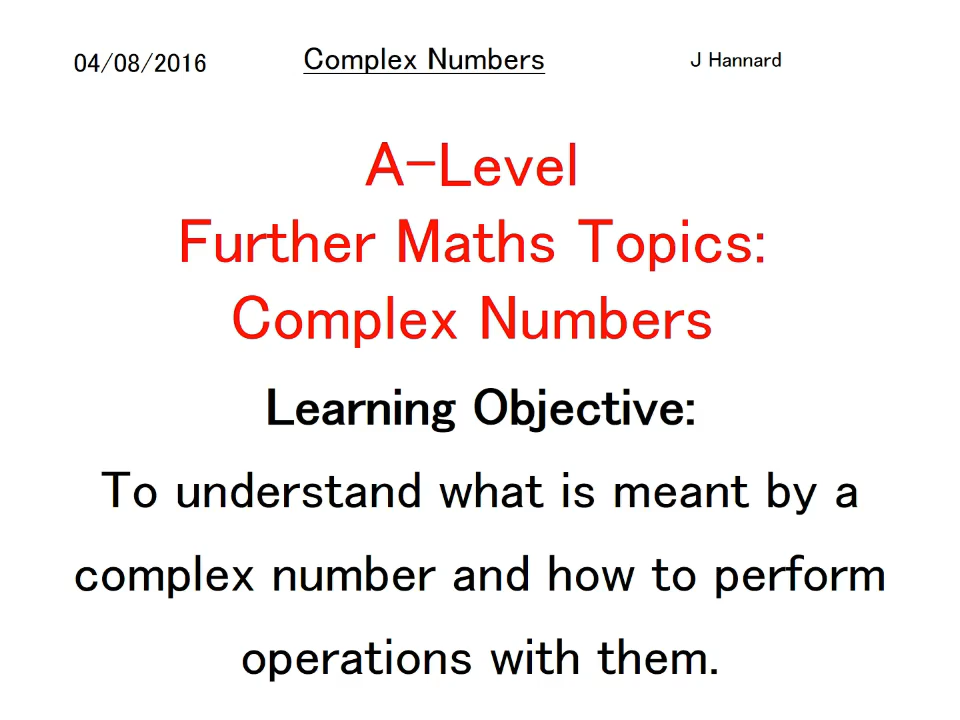 04/08/2016 Complex Numbers J Hannard
A-Level
Further Maths Topics:
Complex Numbers
Learning Objective:
To understand what is meant by a
complex number and how to perform
operations with them.